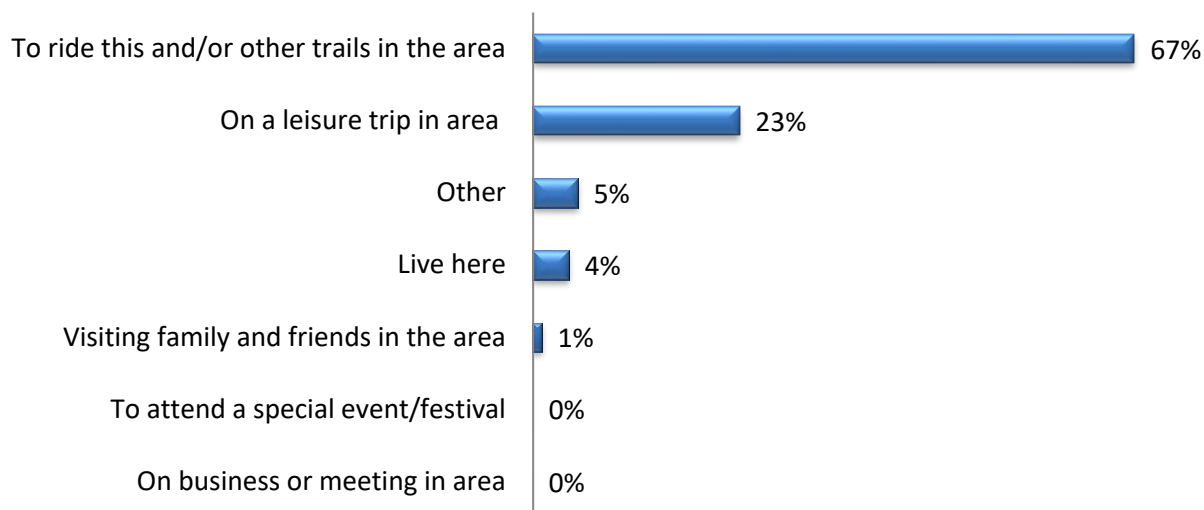 To ride this and/or other trails in the area 67%
On a leisure trip in area 23%
Other 5%
Live here 4%
Visiting family and friends in the area 1%
To attend a special event/festival 0%
On business or meeting in area 0%